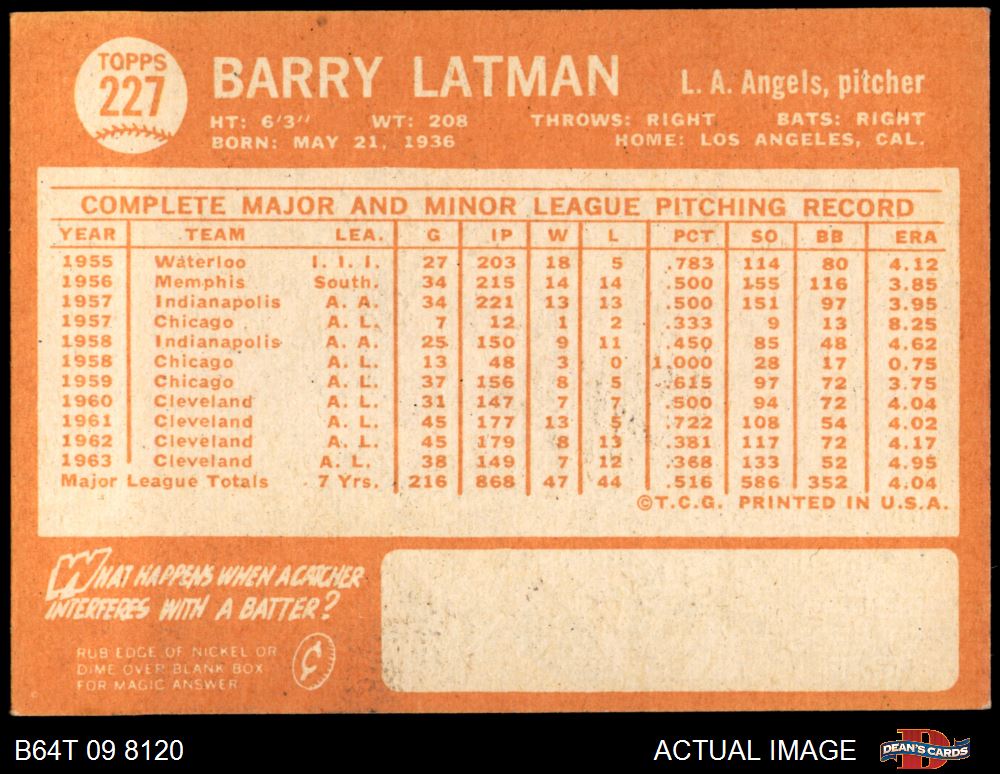 TOPPS
227
BARRY LATMAN L. A. Angels, pitcher
HT: 6'3" WT: 208 THROWS: RIGHT BATS: RIGHT
BORN: MAY 21, 1936 HOME: LOS ANGELES, CAL.
COMPLETE MAJOR AND MINOR LEAGUE PITCHING RECORD
YEAR TEAM LEA. G IP W L PCT SO BB ERA
1955 Waterloo I. I. I. 27 203 18 5 .783 114 80 4.12
1956 Memphis South. 34 215 14 14 .500 155 116 3.85
1957 Indianapolis A. A. 34 221 13 13 .500 151 97 3.95
1957 Chicago A. L. 7 12 1 2 .333 9 13 8.25
1958 Indianapolis A. A. 25 150 9 11 .450 85 48 4.62
1958 Chicago A. L. 13 48 3 0 1.000 28 17 0.75
1959 Chicago A. L. 37 156 8 5 .615 97 72 3.75
1960 Cleveland A. L. 31 147 7 7 .500 94 72 4.04
1961 Cleveland A. L. 45 177 13 5 .722 108 54 4.02
1962 Cleveland A. L. 45 179 8 13 .381 117 72 4.17
1963 Cleveland A. L. 38 149 7 12 .368 133 52 4.95
Major League Totals 7 Yrs. 216 868 47 44 .516 586 352 4.04
©T.C.G. PRINTED IN U.S.A.
WHAT HAPPENS WHEN A CATCHER
INTERFERES WITH A BATTER?
RUB EDGE OF NICKEL OR
DIME OVER BLANK BOX
FOR MAGIC ANSWER
B64T 09 8120 ACTUAL IMAGE DEAN'S CARDS